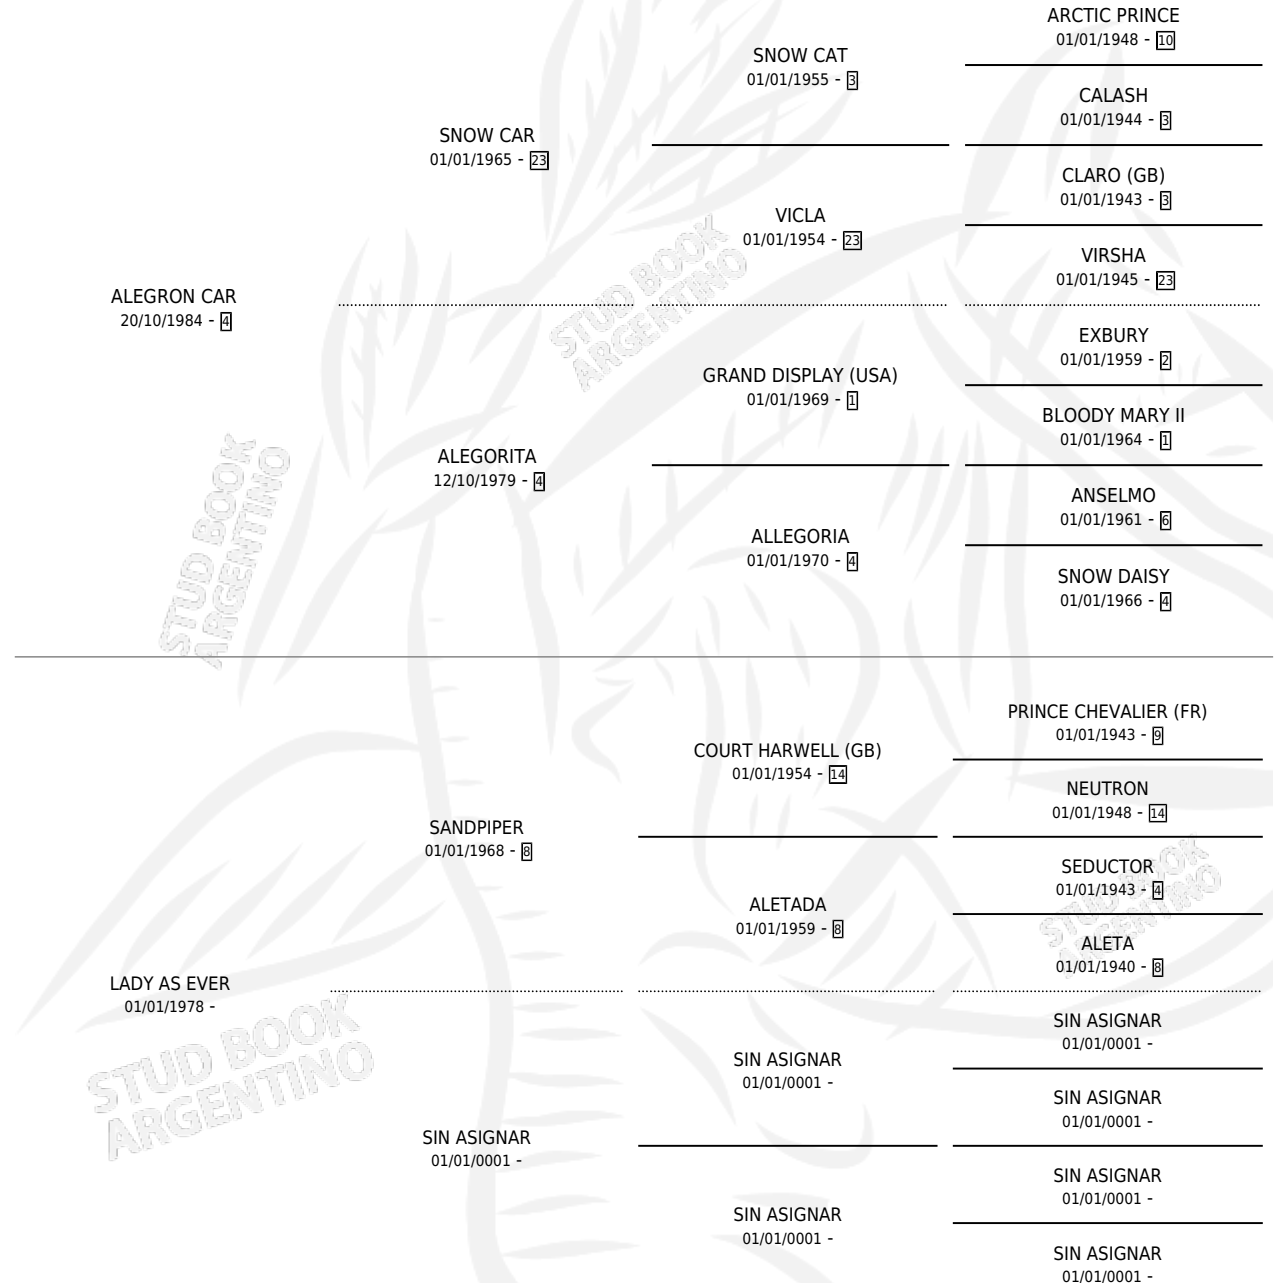 ARCTIC PRINCE
01/01/1948 - 10
SNOW CAT
01/01/1955 - 3
CALASH
01/01/1944 - 3
SNOW CAR
01/01/1965 - 23
CLARO (GB)
01/01/1943 - 3
VICLA
01/01/1954 - 23
VIRSHA
01/01/1945 - 23
ALEGRON CAR
20/10/1984 - 4
EXBURY
01/01/1959 - 2
GRAND DISPLAY (USA)
01/01/1969 - 1
BLOODY MARY II
01/01/1964 - 1
ALEGORITA
12/10/1979 - 4
ANSELMO
01/01/1961 - 6
ALLEGORIA
01/01/1970 - 4
SNOW DAISY
01/01/1966 - 4
STUD BOOK
ARGENTINO
STUD BOOK
ARGENTINO
PRINCE CHEVALIER (FR)
01/01/1943 - 9
COURT HARWELL (GB)
01/01/1954 - 14
NEUTRON
01/01/1948 - 14
SANDPIPER
01/01/1968 - 8
SEDUCTOR
01/01/1943 - 4
ALETADA
01/01/1959 - 8
ALETA
01/01/1940 - 8
LADY AS EVER
01/01/1978 -
SIN ASIGNAR
01/01/0001 -
SIN ASIGNAR
01/01/0001 -
SIN ASIGNAR
01/01/0001 -
SIN ASIGNAR
01/01/0001 -
SIN ASIGNAR
01/01/0001 -
SIN ASIGNAR
01/01/0001 -
SIN ASIGNAR
01/01/0001 -
STUD BOOK
ARGENTINO
STUD BOOK
ARGENTINO